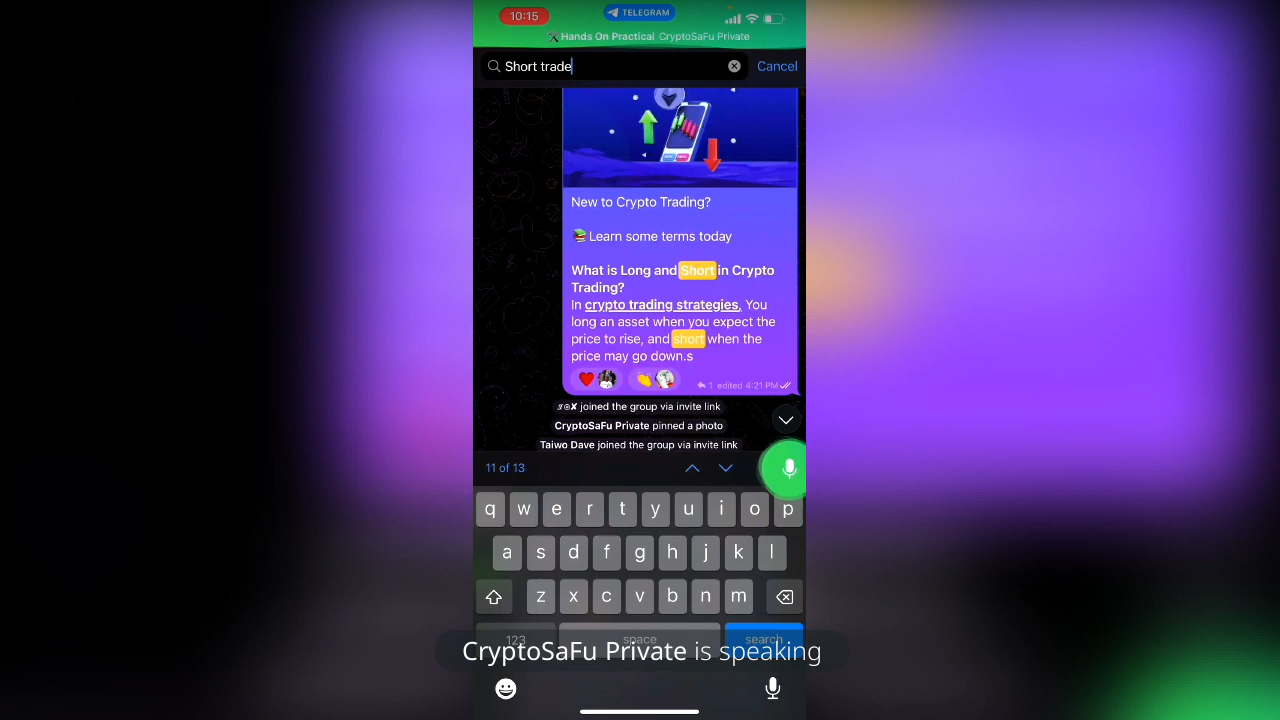 10:15
TELEGRAM
Hands On Practical CryptoSaFu Private
Short trade
Cancel
New to Crypto Trading?
Learn some terms today
What is Long and Short in Crypto
Trading?
In crypto trading strategies, You
long an asset when you expect the
price to rise, and short when the
price may go down.s
1 edited 4:21 PM
joined the group via invite link
CryptoSaFu Private pinned a photo
Taiwo Dave joined the group via invite link
11 of 13
q w e r t y u i o p
a s d f g h j k l
z x c v b n m
123 space search
CryptoSaFu Private is speaking